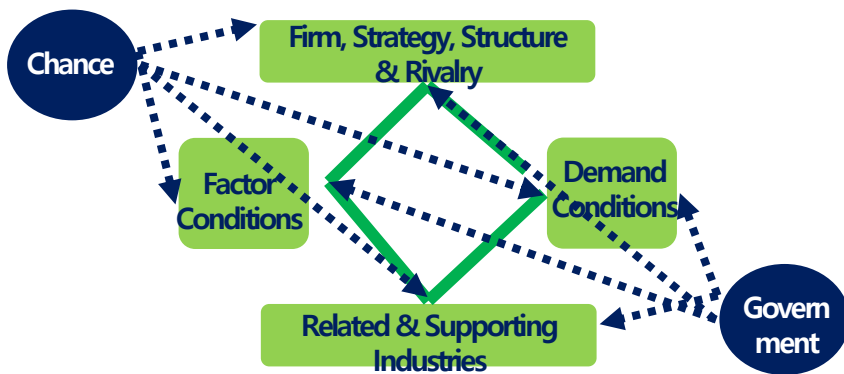 Firm, Strategy, Structure
& Rivalry
Chance
Factor
Conditions
Demand
Conditions
Govern
ment
Related & Supporting
Industries